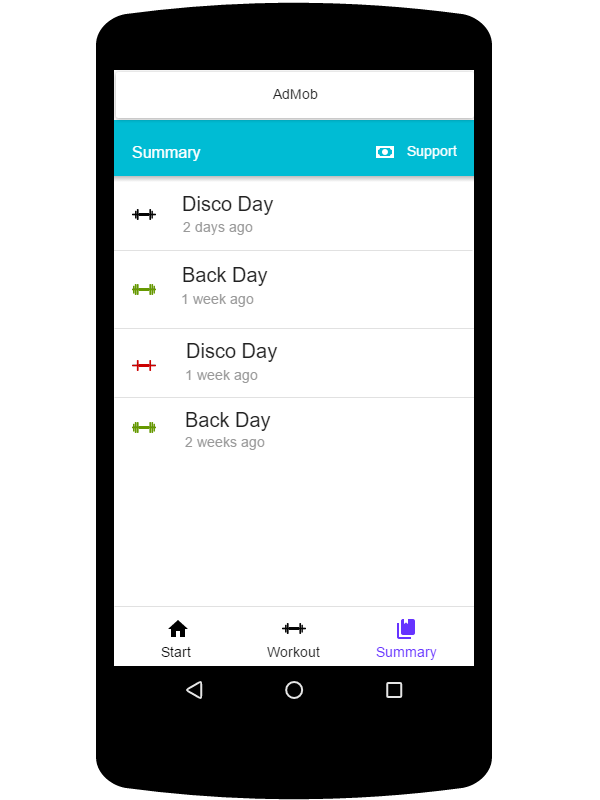 AdMob
Summary
Support
Disco Day
2 days ago
Back Day
1 week ago
Disco Day
1 week ago
Back Day
2 weeks ago
Start
Workout
Summary